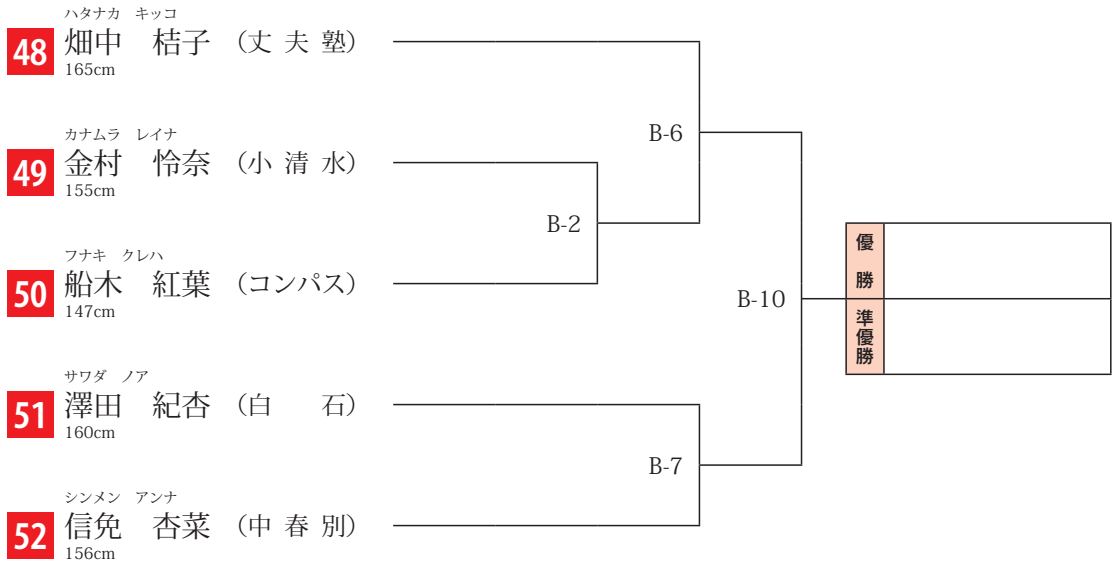 ハタナカ　キッコ
48 畑中　桔子 （丈 夫 塾）
165cm
B-6
カナムラ　レイナ
49 金村　怜奈 （小 清 水）
155cm
B-2
フナキ　クレハ
50 船木　紅葉 （コンパス）
147cm
B-10
優勝
準優勝
サワダ　ノア
51 澤田　紀杏 （白　　石）
160cm
B-7
シンメン　アンナ
52 信免　杏菜 （中 春 別）
156cm